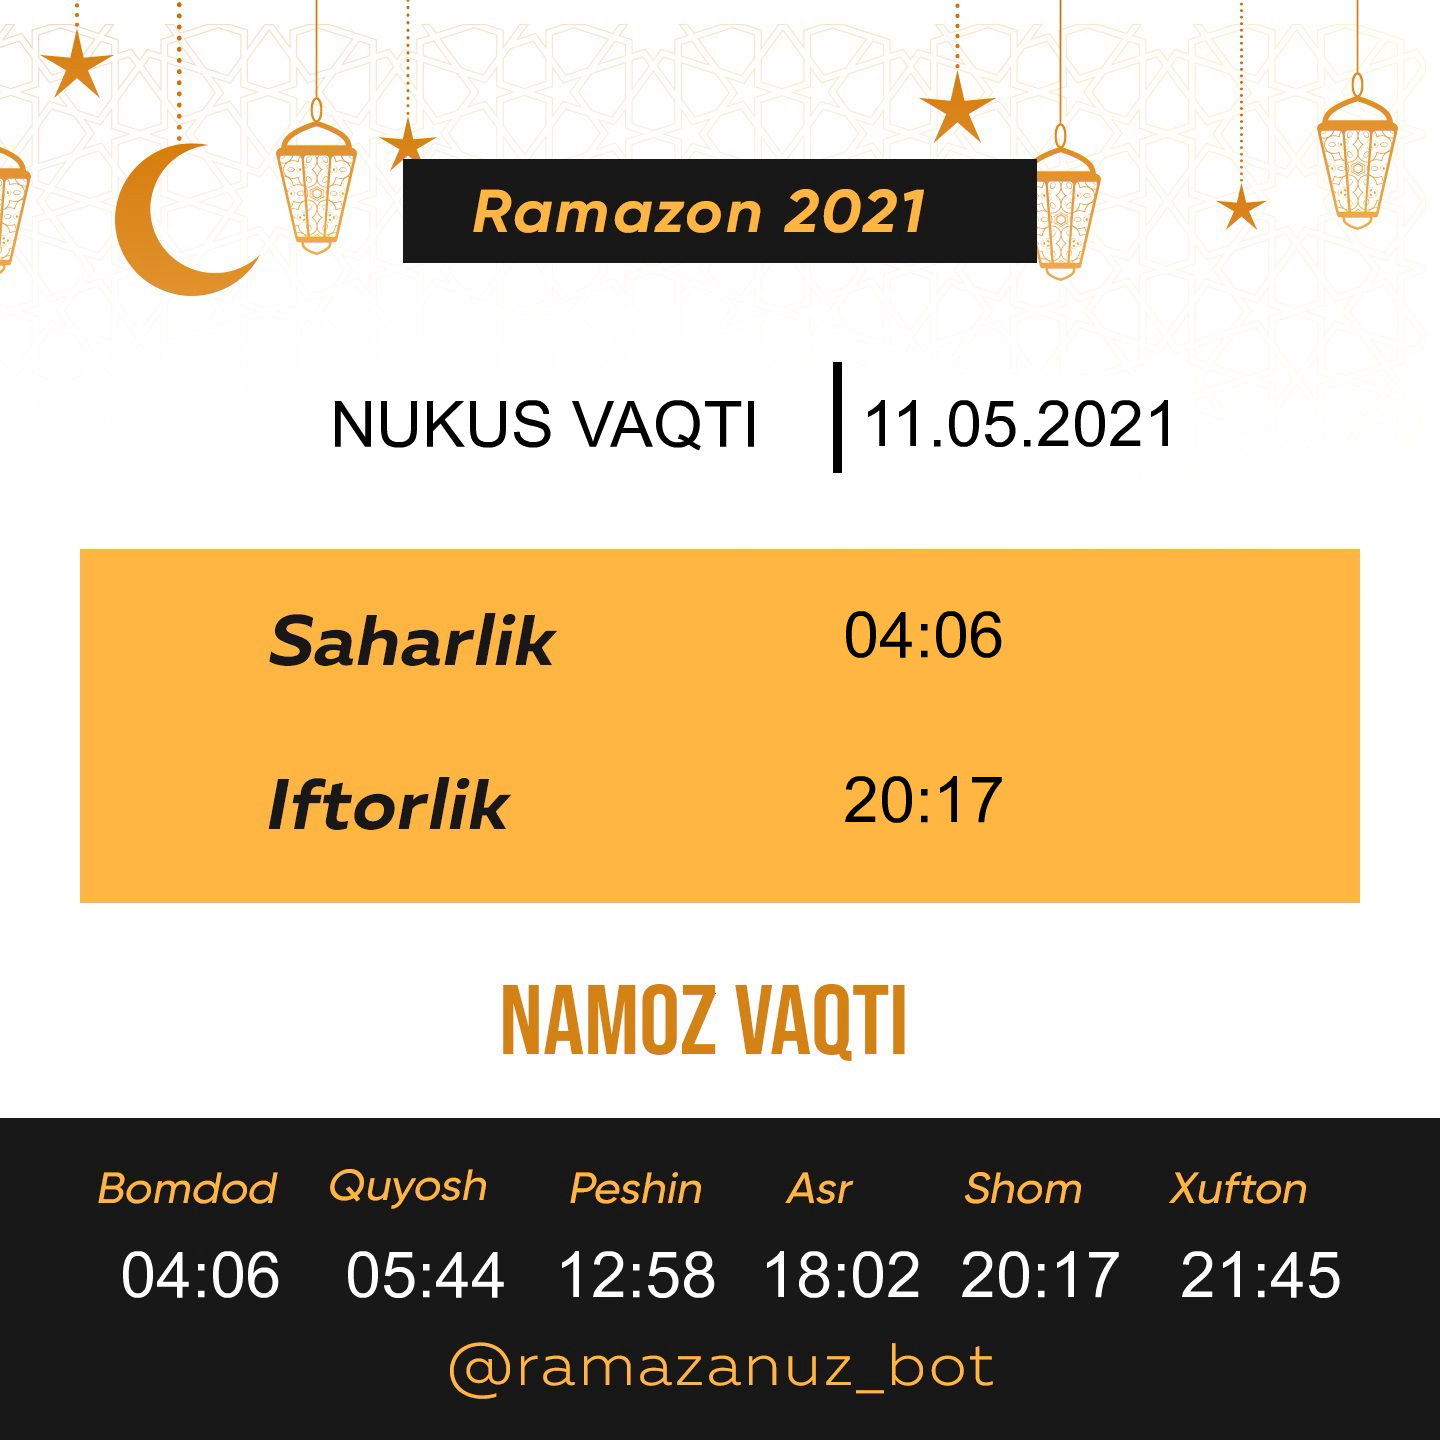 Ramazon 2021
NUKUS VAQTI 11.05.2021
Saharlik 04:06
Iftorlik 20:17
NAMOZ VAQTI
Bomdod Quyosh Peshin Asr Shom Xufton
04:06 05:44 12:58 18:02 20:17 21:45
@ramazanuz_bot